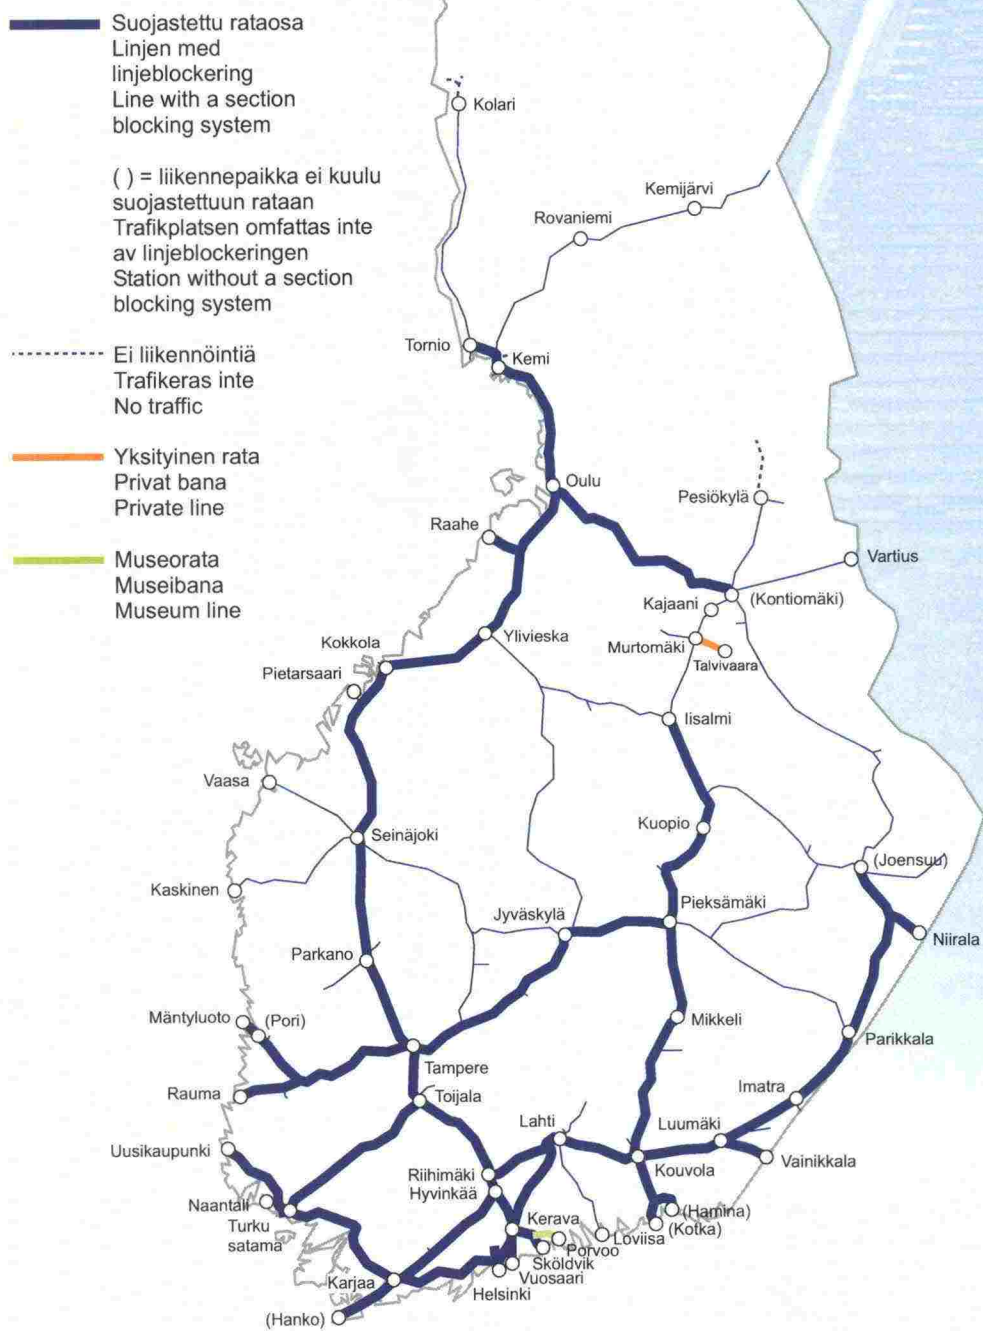 Suojastettu rataosa
Linjen med
linjeblockering
Line with a section
blocking system
( ) = liikennepaikka ei kuulu
suojastettuun rataan
Trafikplatsen omfattas inte
av linjeblockeringen
Station without a section
blocking system
Ei liikennöintiä
Trafikeras inte
No traffic
Yksityinen rata
Privat bana
Private line
Museorata
Museibana
Museum line
Kolari
Kemijärvi
Rovaniemi
Tornio
Kemi
Oulu
Pesiökylä
Raahe
Vartius
Kajaani
(Kontiomäki)
Kokkola
Ylivieska
Murtomäki
Talvivaara
Pietarsaari
Iisalmi
Vaasa
Seinäjoki
Kuopio
(Joensuu)
Kaskinen
Jyväskylä
Pieksämäki
Niirala
Parkano
Mäntyluoto
(Pori)
Mikkeli
Parikkala
Tampere
Rauma
Toijala
Imatra
Lahti
Luumäki
Uusikaupunki
Riihimäki
Kouvola
Vainikkala
Hyvinkää
Naantali
Turku
satama
Kerava
(Hamina)
(Kotka)
Loviisa
Porvoo
Sköldvik
Vuosaari
Karjaa
Helsinki
(Hanko)